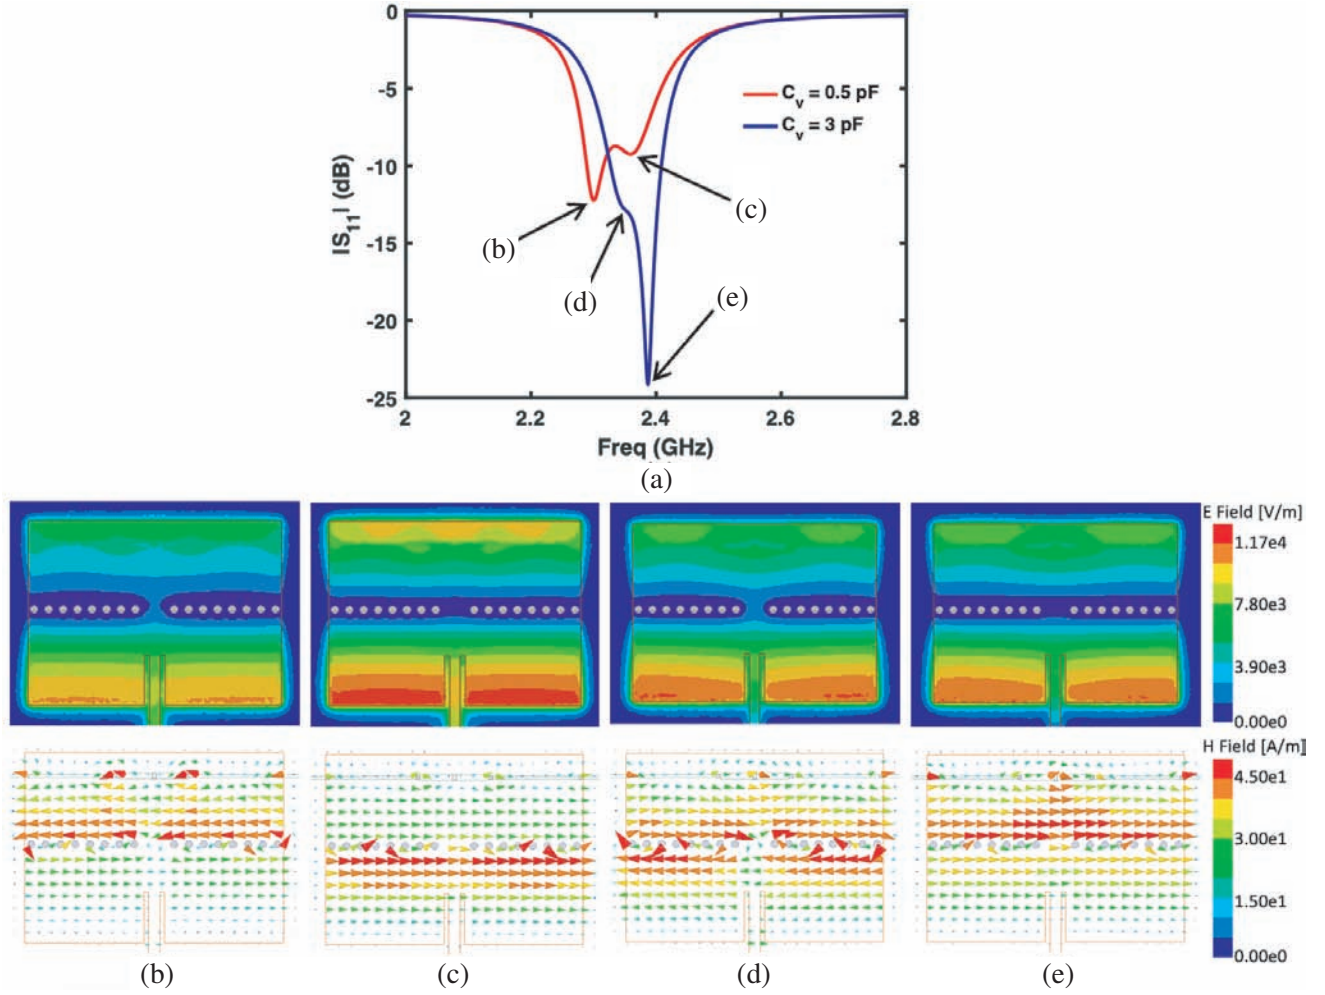 0
-5
-10
-15
-20
-25
2
2.2
2.4
2.6
2.8
|S11| (dB)
Freq (GHz)
Cv = 0.5 pF
Cv = 3 pF
(b)
(c)
(d)
(e)
(a)
E Field [V/m]
1.17e4
7.80e3
3.90e3
0.00e0
H Field [A/m]
4.50e1
3.00e1
1.50e1
0.00e0
(b) (c) (d) (e)